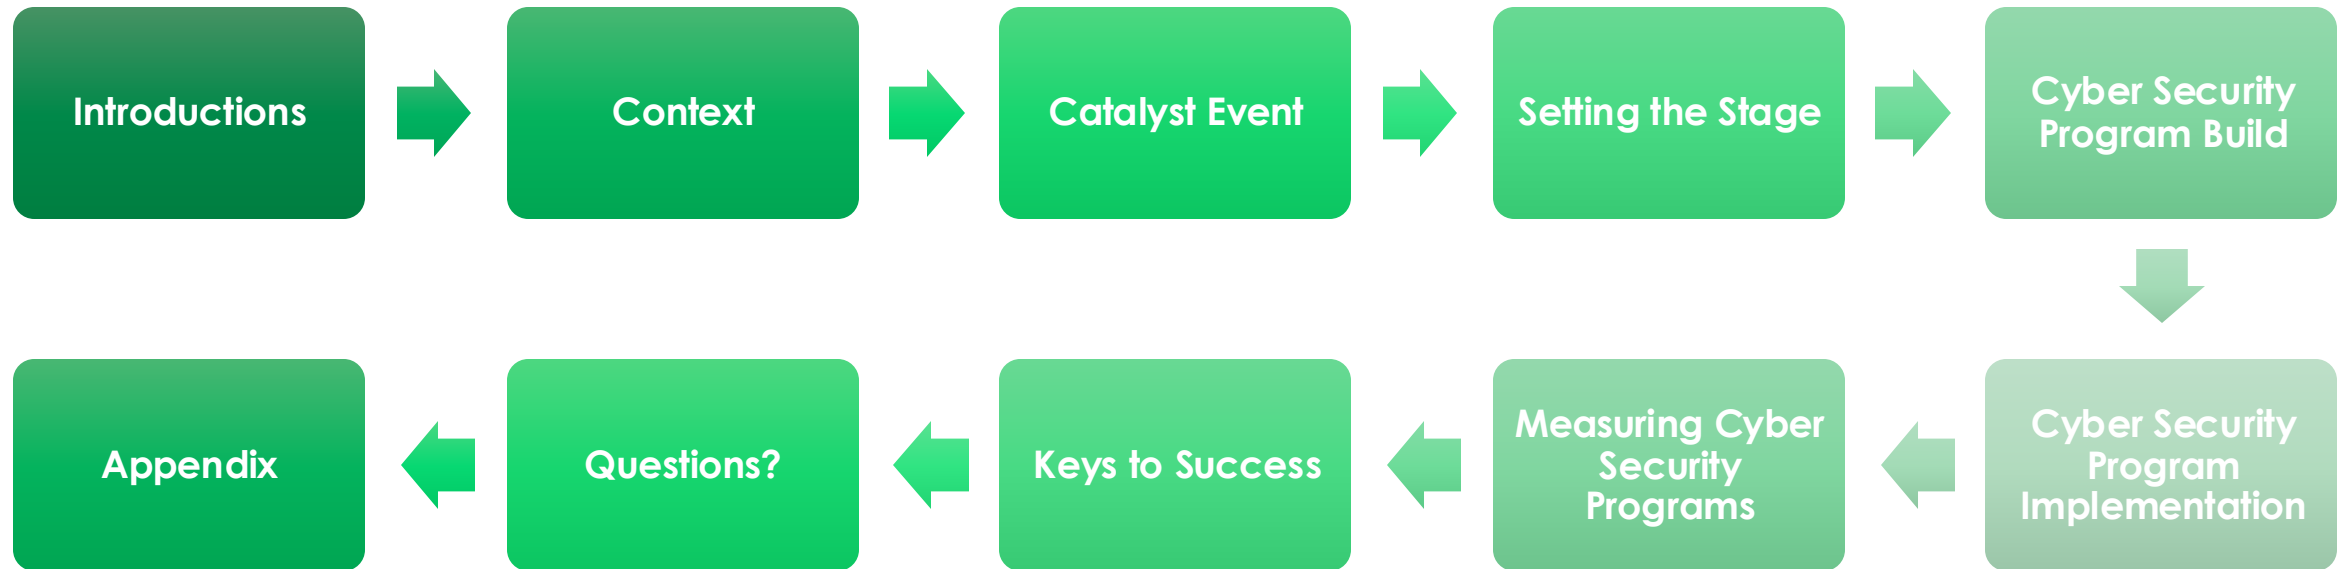 Introductions
Context
Catalyst Event
Setting the Stage
Cyber Security
Program Build
Cyber Security
Program
Implementation
Measuring Cyber
Security
Programs
Keys to Success
Questions?
Appendix